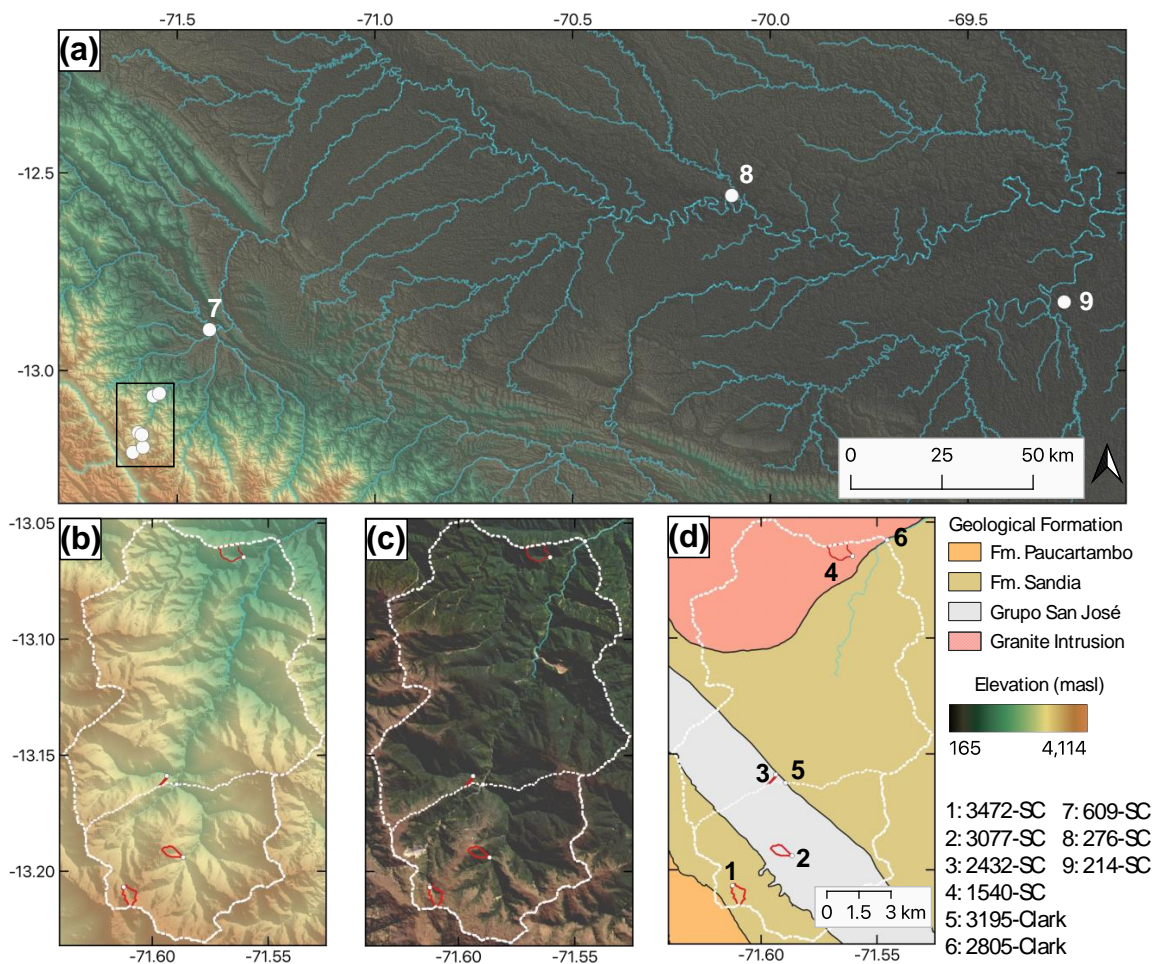 -71.5 -71.0 -70.5 -70.0 -69.5
(a)
-12.5
8
7
9
-13.0
0 25 50 km
-13.05
(b) (c) (d)
6
4
-13.10
-13.15
3 5
-13.20
1 2
0 1.5 3 km
-71.60 -71.55 -71.60 -71.55 -71.60 -71.55
Geological Formation
Fm. Paucartambo
Fm. Sandia
Grupo San José
Granite Intrusion
Elevation (masl)
165 4,114
1: 3472-SC 7: 609-SC
2: 3077-SC 8: 276-SC
3: 2432-SC 9: 214-SC
4: 1540-SC
5: 3195-Clark
6: 2805-Clark